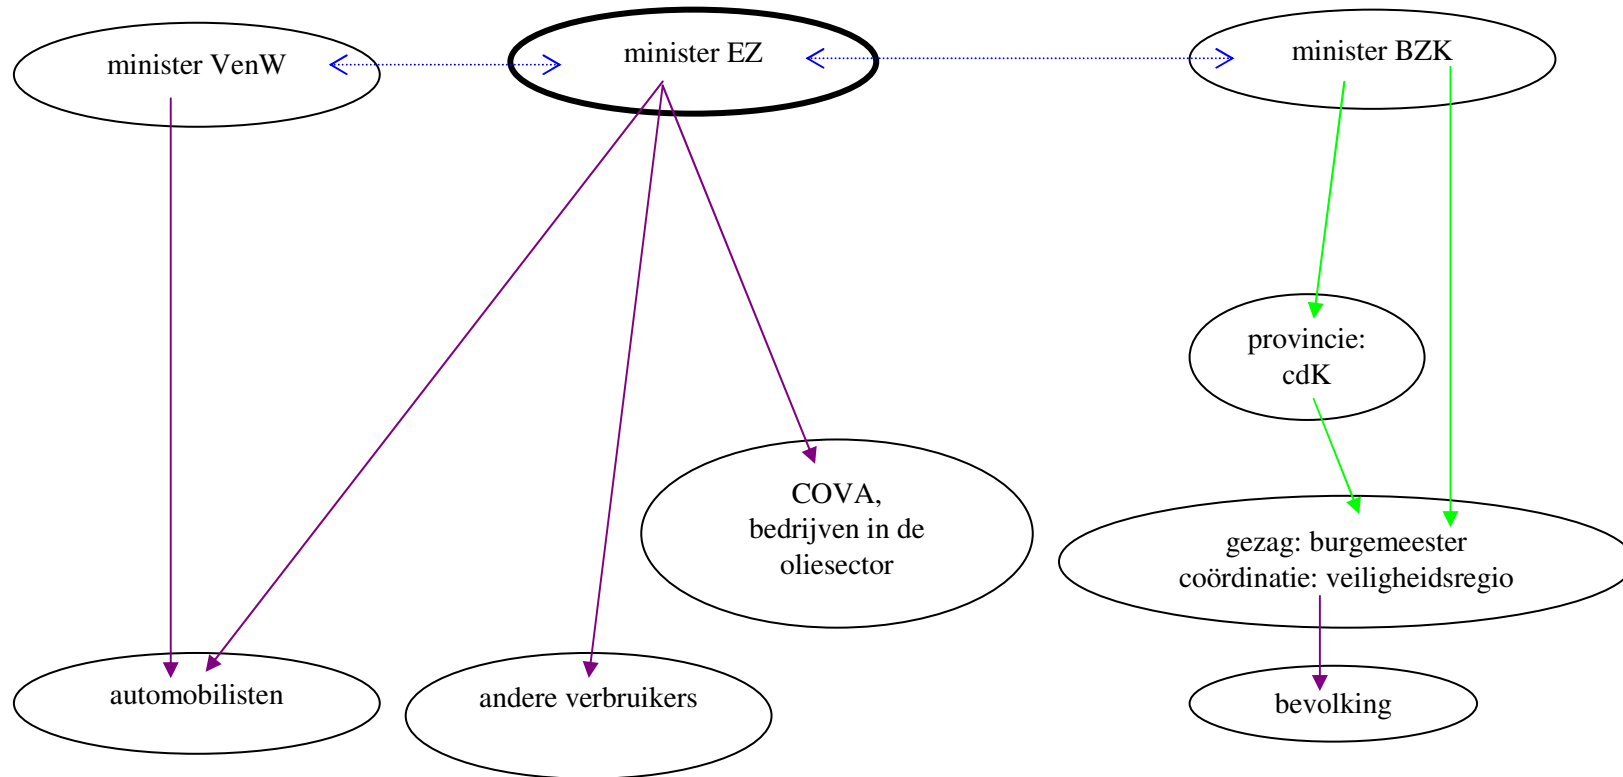 minister VenW
minister EZ
minister BZK
provincie:
cdK
COVA,
bedrijven in de
oliesector
gezag: burgemeester
coördinatie: veiligheidsregio
automobilisten
andere verbruikers
bevolking